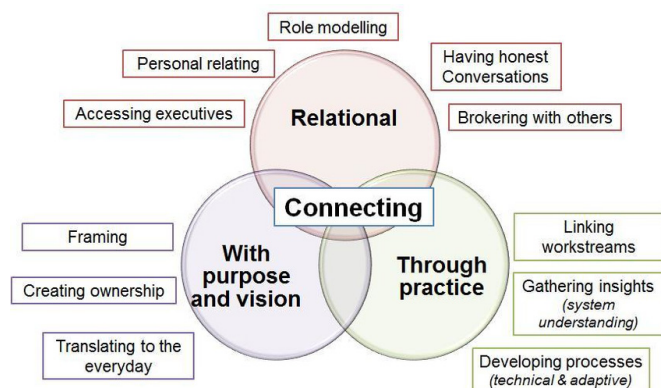 Role modelling
Personal relating
Having honest
Conversations
Accessing executives
Relational
Brokering with others
Connecting
Framing
With
purpose
and vision
Through
practice
Linking
workstreams
Creating ownership
Gathering insights
(system
understanding)
Translating to the
everyday
Developing processes
(technical & adaptive)